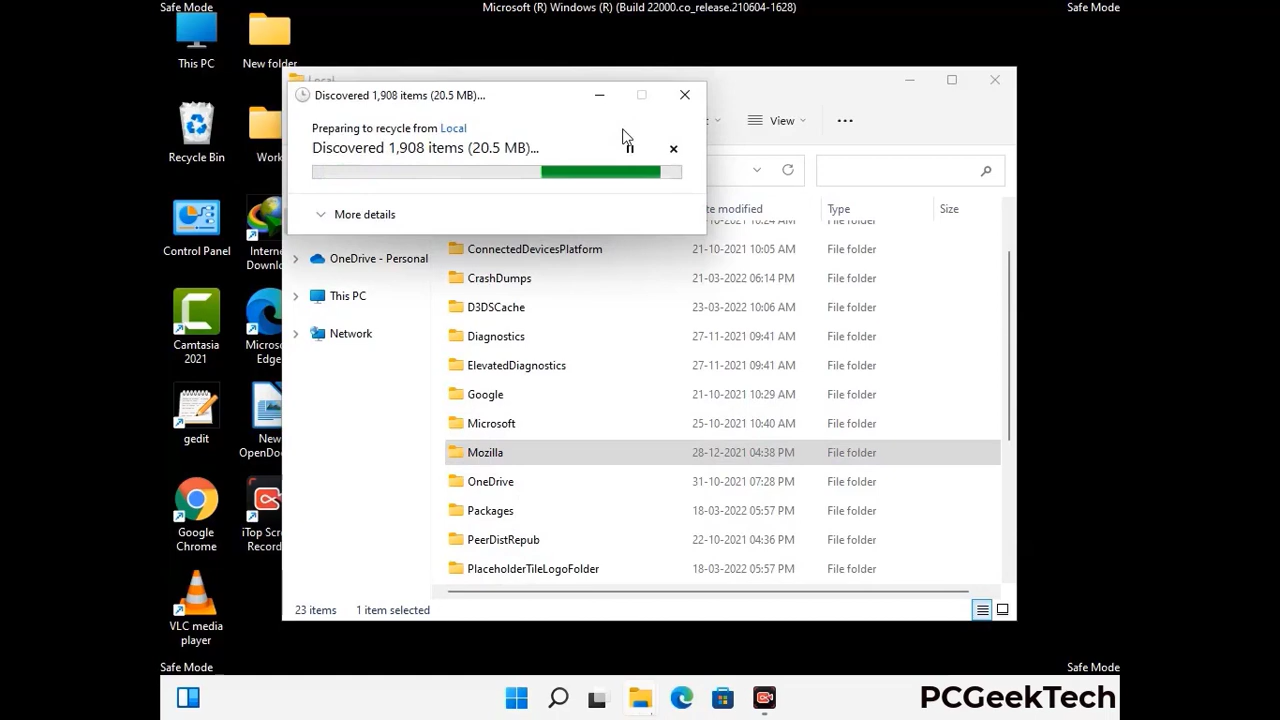 Safe Mode
Microsoft (R) Windows (R) (Build 22000.co_release.210604-1628)
Safe Mode
This PC
New folder
Local
Discovered 1,908 items (20.5 MB)...
Preparing to recycle from Local
Discovered 1,908 items (20.5 MB)...
More details
View
Recycle Bin
Work
te modified
Type
Size
File folder
Control Panel
Internet
Downlo
OneDrive - Personal
This PC
Network
ConnectedDevicesPlatform 21-10-2021 10:05 AM File folder
CrashDumps 21-03-2022 06:14 PM File folder
D3DSCache 23-03-2022 10:06 AM File folder
Diagnostics 27-11-2021 09:41 AM File folder
ElevatedDiagnostics 27-11-2021 09:41 AM File folder
Google 21-10-2021 10:29 AM File folder
Microsoft 25-10-2021 10:40 AM File folder
Mozilla 28-12-2021 04:38 PM File folder
OneDrive 31-10-2021 07:28 PM File folder
Packages 18-03-2022 05:57 PM File folder
PeerDistRepub 22-10-2021 04:36 PM File folder
PlaceholderTileLogoFolder 18-03-2022 05:57 PM File folder
23 items 1 item selected
Camtasia
2021
Micros
Edge
gedit
New
OpenDoc
Google
Chrome
iTop Scr
Record
VLC media
player
Safe Mode
Safe Mode
PCGeekTech